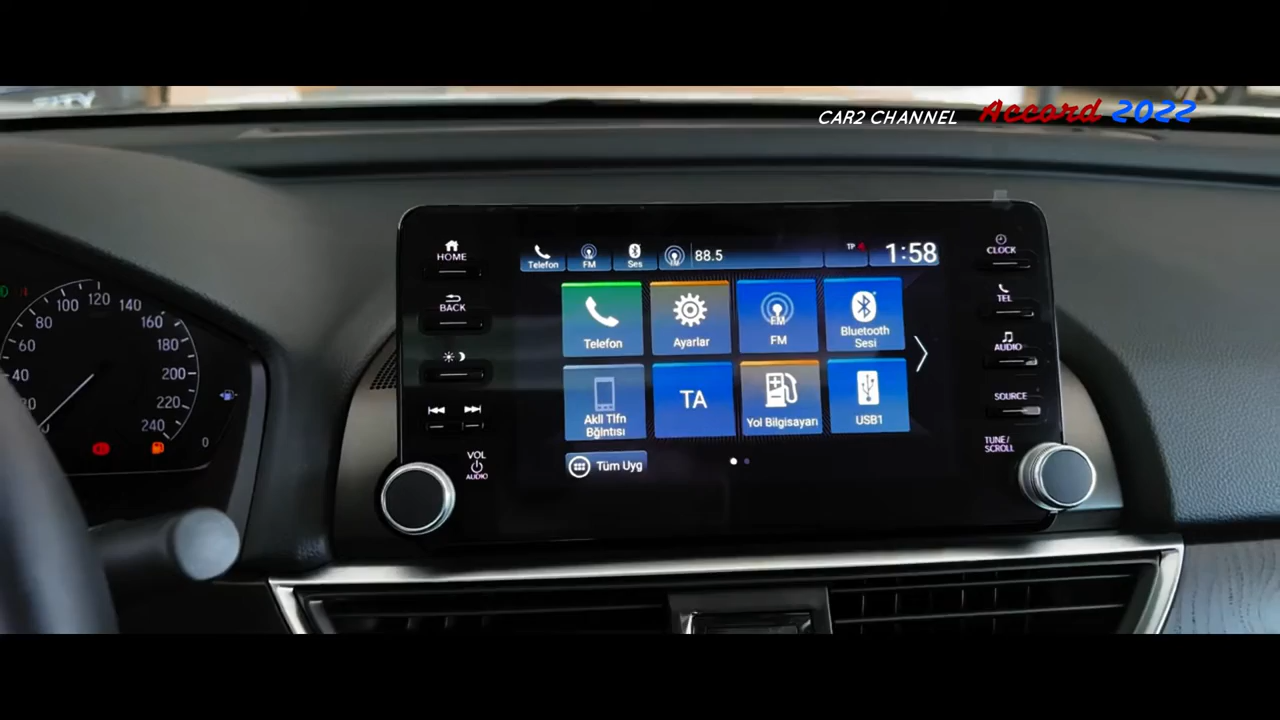 CAR2 CHANNEL Accord 2022
HOME
BACK
VOL
AUDIO
Telefon
FM
Ses
88.5
TP
1:58
Telefon
Ayarlar
FM
FM
Bluetooth
Sesi
Akll Tlfn
Bğlntısı
TA
Yol Bilgisayarı
USB1
Tüm Uyg
CLOCK
TEL
AUDIO
SOURCE
TUNE/
SCROLL
40
60
80
100
120
140
160
180
200
220
240
0